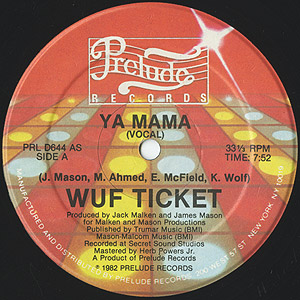 Prelude
RECORDS
YA MAMA
(VOCAL)
PRL D644 AS
SIDE A
33⅓ RPM
TIME: 7:52
(J. Mason, M. Ahmed, E. McField, K. Wolf)
WUF TICKET
Produced by Jack Malken and James Mason
for Malken and Mason Productions
Published by Trumar Music (BMI)
Mason-Malcom Music (BMI)
Recorded at Secret Sound Studios
Mastered by Herb Powers Jr.
A Product of Prelude Records
© 1982 PRELUDE RECORDS
MANUFACTURED AND DISTRIBUTED BY PRELUDE RECORDS, 200 WEST 57 ST. NEW YORK, NY